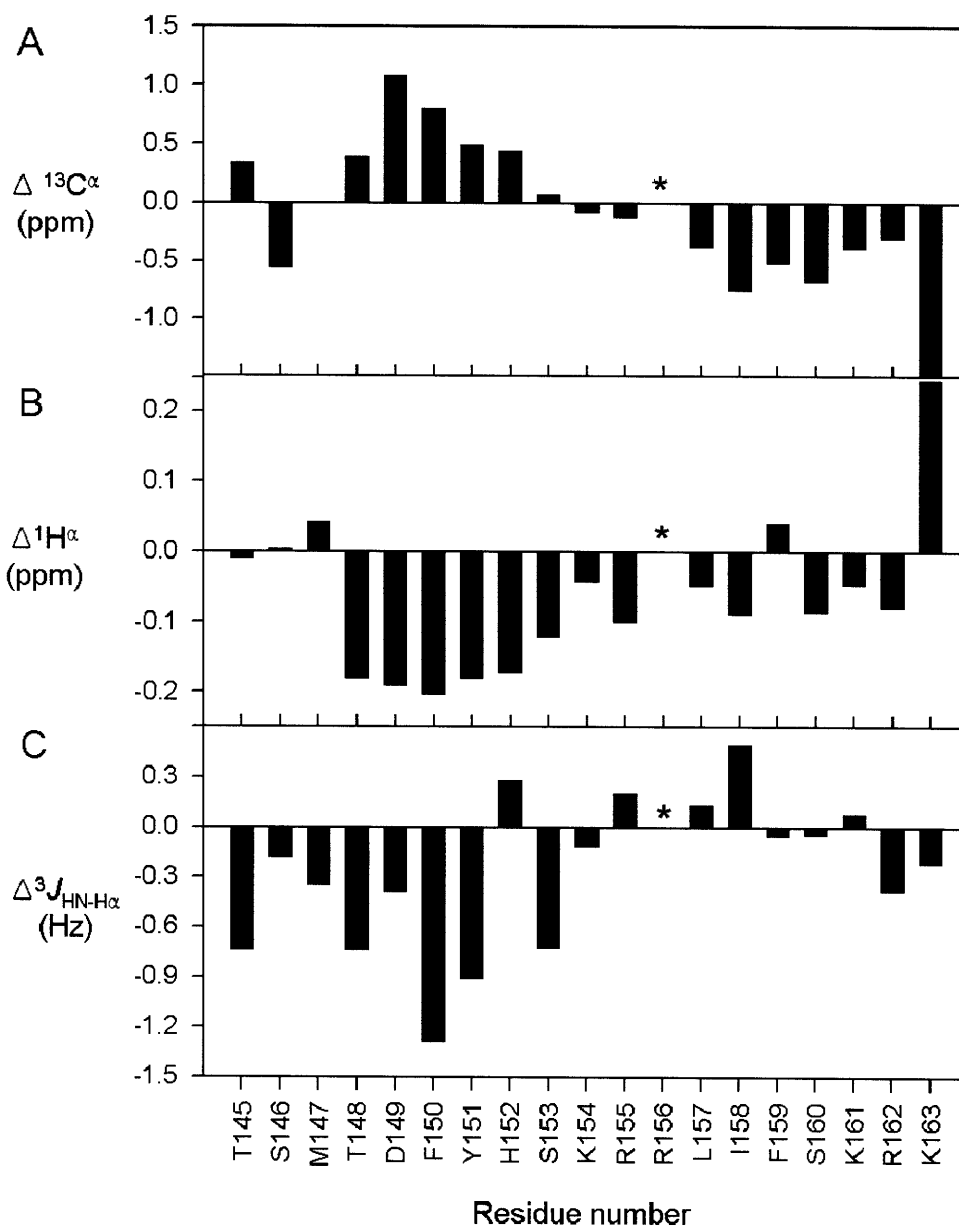 A
1.5
1.0
0.5
0.0
-0.5
-1.0
Δ ¹³Cᵅ
(ppm)
*
B
0.2
0.1
0.0
-0.1
-0.2
Δ¹Hᵅ
(ppm)
*
C
0.3
0.0
-0.3
-0.6
-0.9
-1.2
-1.5
Δ³J_HN-Hα
(Hz)
*
T145
S146
M147
T148
D149
F150
Y151
H152
S153
K154
R155
R156
L157
I158
F159
S160
K161
R162
K163
Residue number